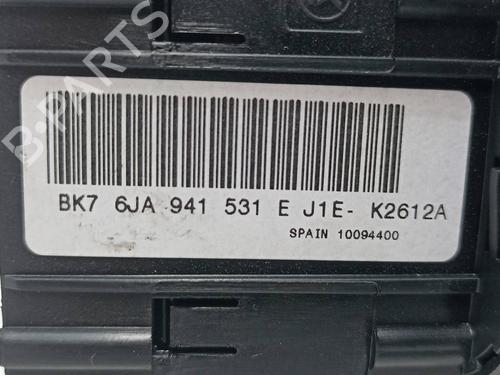 B-PARTS
BK7 6JA 941 531 E J1E- K2612A
SPAIN 10094400